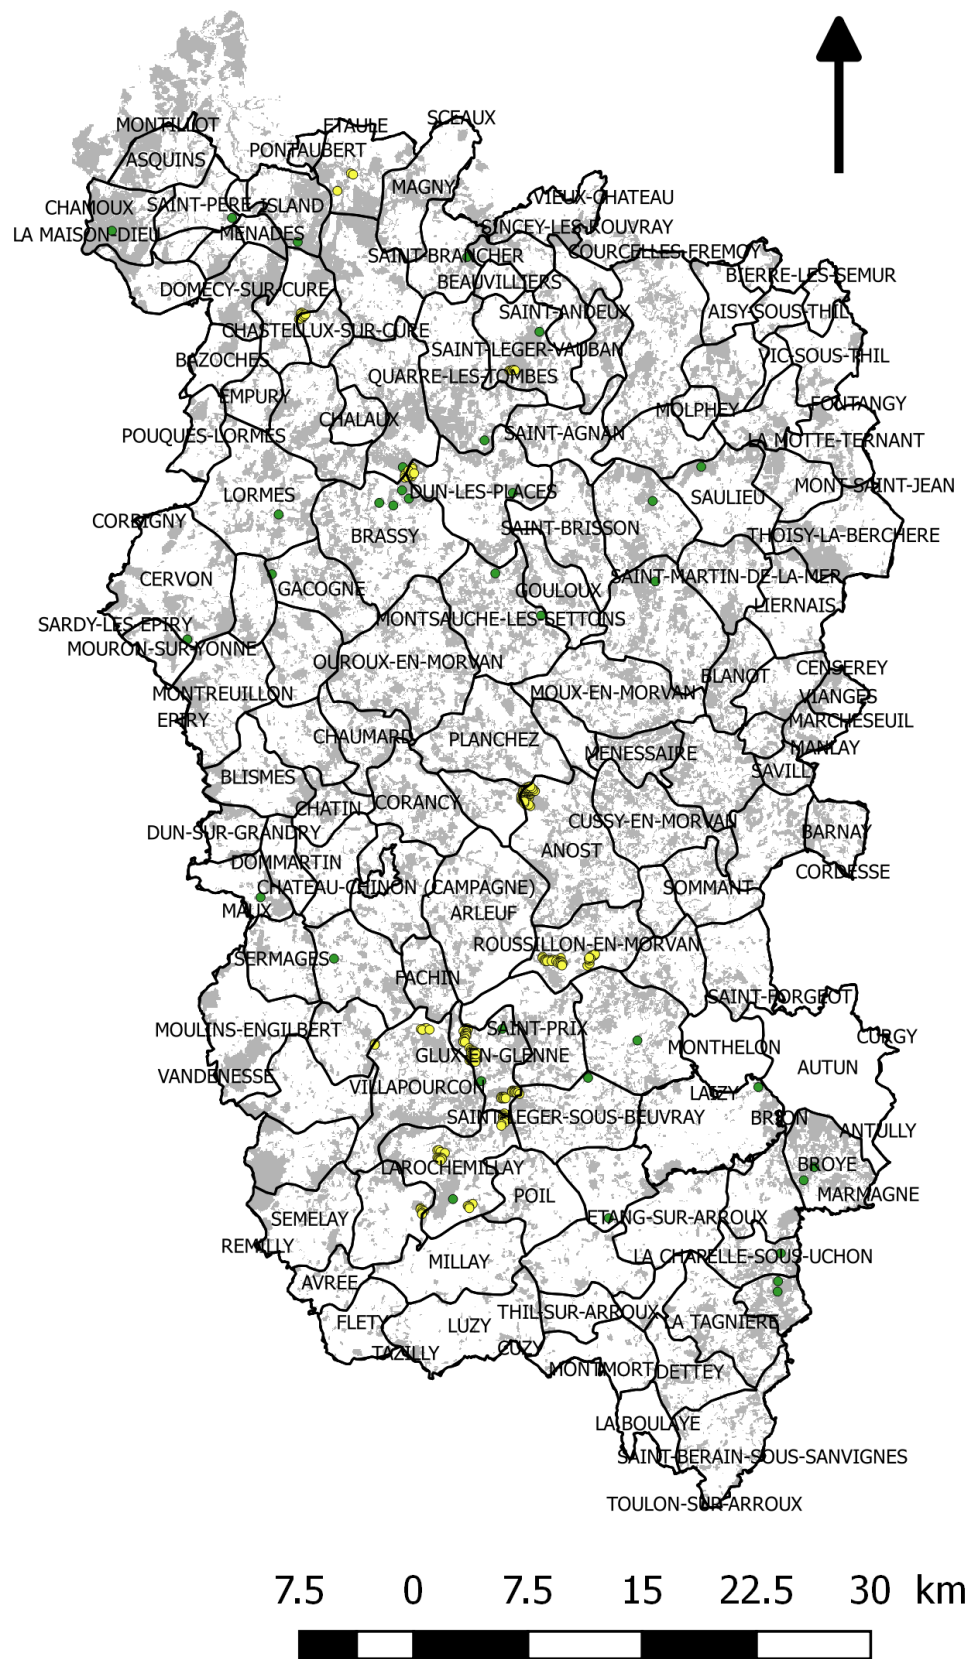 SCEAUX
MONTILLOT
ETAULE
PONTAUBERT
ASQUINS
MAGNY
VIEUX-CHATEAU
CHAMOUX
SAINT-PERE
ISLAND
SINCEY-LES-ROUVRAY
LA MAISON-DIEU
MENADES
COURCELLES-FREMO
SAINT-BRANCHER
BIERRE-LES-SEMUR
BEAUVILLIERS
DOMECY-SUR-CURE
SAINT-ANDEUX
AISY-SOUS-THIL
CHASTELLUX-SUR-CURE
SAINT-LEGER-VAUBAN
VIC-SOUS-THIL
BAZOCHES
QUARRE-LES-TOMBES
EMPURY
FONTANGY
MOLPHEY
CHALAUX
SAINT-AGNAN
POUQUES-LORMES
LA MOTTE-TERNANT
MONT-SAINT-JEAN
DUN-LES-PLACES
LORMES
SAULIEU
CORBIGNY
SAINT-BRISSON
BRASSY
THOISY-LA-BERCHERE
CERVON
SAINT-MARTIN-DE-LA-MER
GACOGNE
GOULOUX
LIERNAIS
MONTSAUCHE-LES-SETTONS
SARDY-LES-EPIRY
MOURON-SUR-YONNE
OUROUX-EN-MORVAN
CENSEREY
BLANOT
MONTREUILLON
MOUX-EN-MORVAN
VIANGES
EPIRY
MARCHESEUIL
CHAUMARD
PLANCHEZ
MANLAY
MENESSAIRE
SAVILLY
BLISMES
CORANCY
CHATIN
CUSSY-EN-MORVAN
DUN-SUR-GRANDRY
BARNAY
ANOST
DOMMARTIN
CORDESSE
CHATEAU-CHINON (CAMPAGNE)
SOMMANT
MAUX
ARLEUF
ROUSSILLON-EN-MORVAN
SERMAGES
FACHIN
SAINT-FORGEOT
MOULINS-ENGILBERT
SAINT-PRIX
CURGY
MONTHELON
GLUX-EN-GLENNE
AUTUN
VANDENESSE
VILLAPOURCON
LAIZY
SAINT-LEGER-SOUS-BEUVRAY
BRION
ANTULLY
LAROCHEMILLAY
BROYE
POIL
MARMAGNE
SEMELAY
ETANG-SUR-ARROUX
REMILLY
LA CHAPELLE-SOUS-UCHON
MILLAY
AVREE
THIL-SUR-ARROUX
FLETY
LUZY
LA TAGNIERE
CUZY
TAZILLY
MONTMORT
DETTEY
LA BOULAYE
SAINT-BERAIN-SOUS-SANVIGNES
TOULON-SUR-ARROUX
7.5 0 7.5 15 22.5 30 km